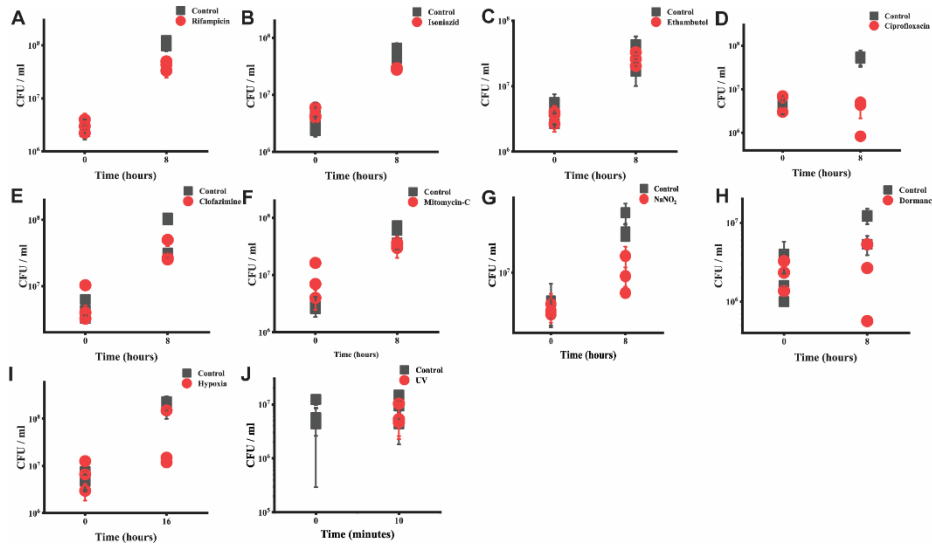 A
Control
Rifampicin
CFU / ml
10⁸
10⁷
10⁶
0
8
Time (hours)
B
Control
Isoniazid
CFU / ml
10⁸
10⁷
10⁶
0
8
Time (hours)
C
Control
Ethambutol
CFU / ml
10⁸
10⁷
10⁶
0
8
Time (hours)
D
Control
Ciprofloxacin
CFU / ml
10⁸
10⁷
10⁶
0
8
Time (hours)
E
Control
Clofazimine
CFU / ml
10⁸
10⁷
0
8
Time (hours)
F
Control
Mitomycin-C
CFU / ml
10⁸
10⁷
10⁶
0
8
Time (hours)
G
Control
NaNO₂
CFU / ml
10⁷
0
8
Time (hours)
H
Control
Dormanc
CFU / ml
10⁷
10⁶
0
8
Time (hours)
I
Control
Hypoxia
CFU / ml
10⁸
10⁷
10⁶
0
16
Time (hours)
J
Control
UV
CFU / ml
10⁷
10⁶
10⁵
0
10
Time (minutes)